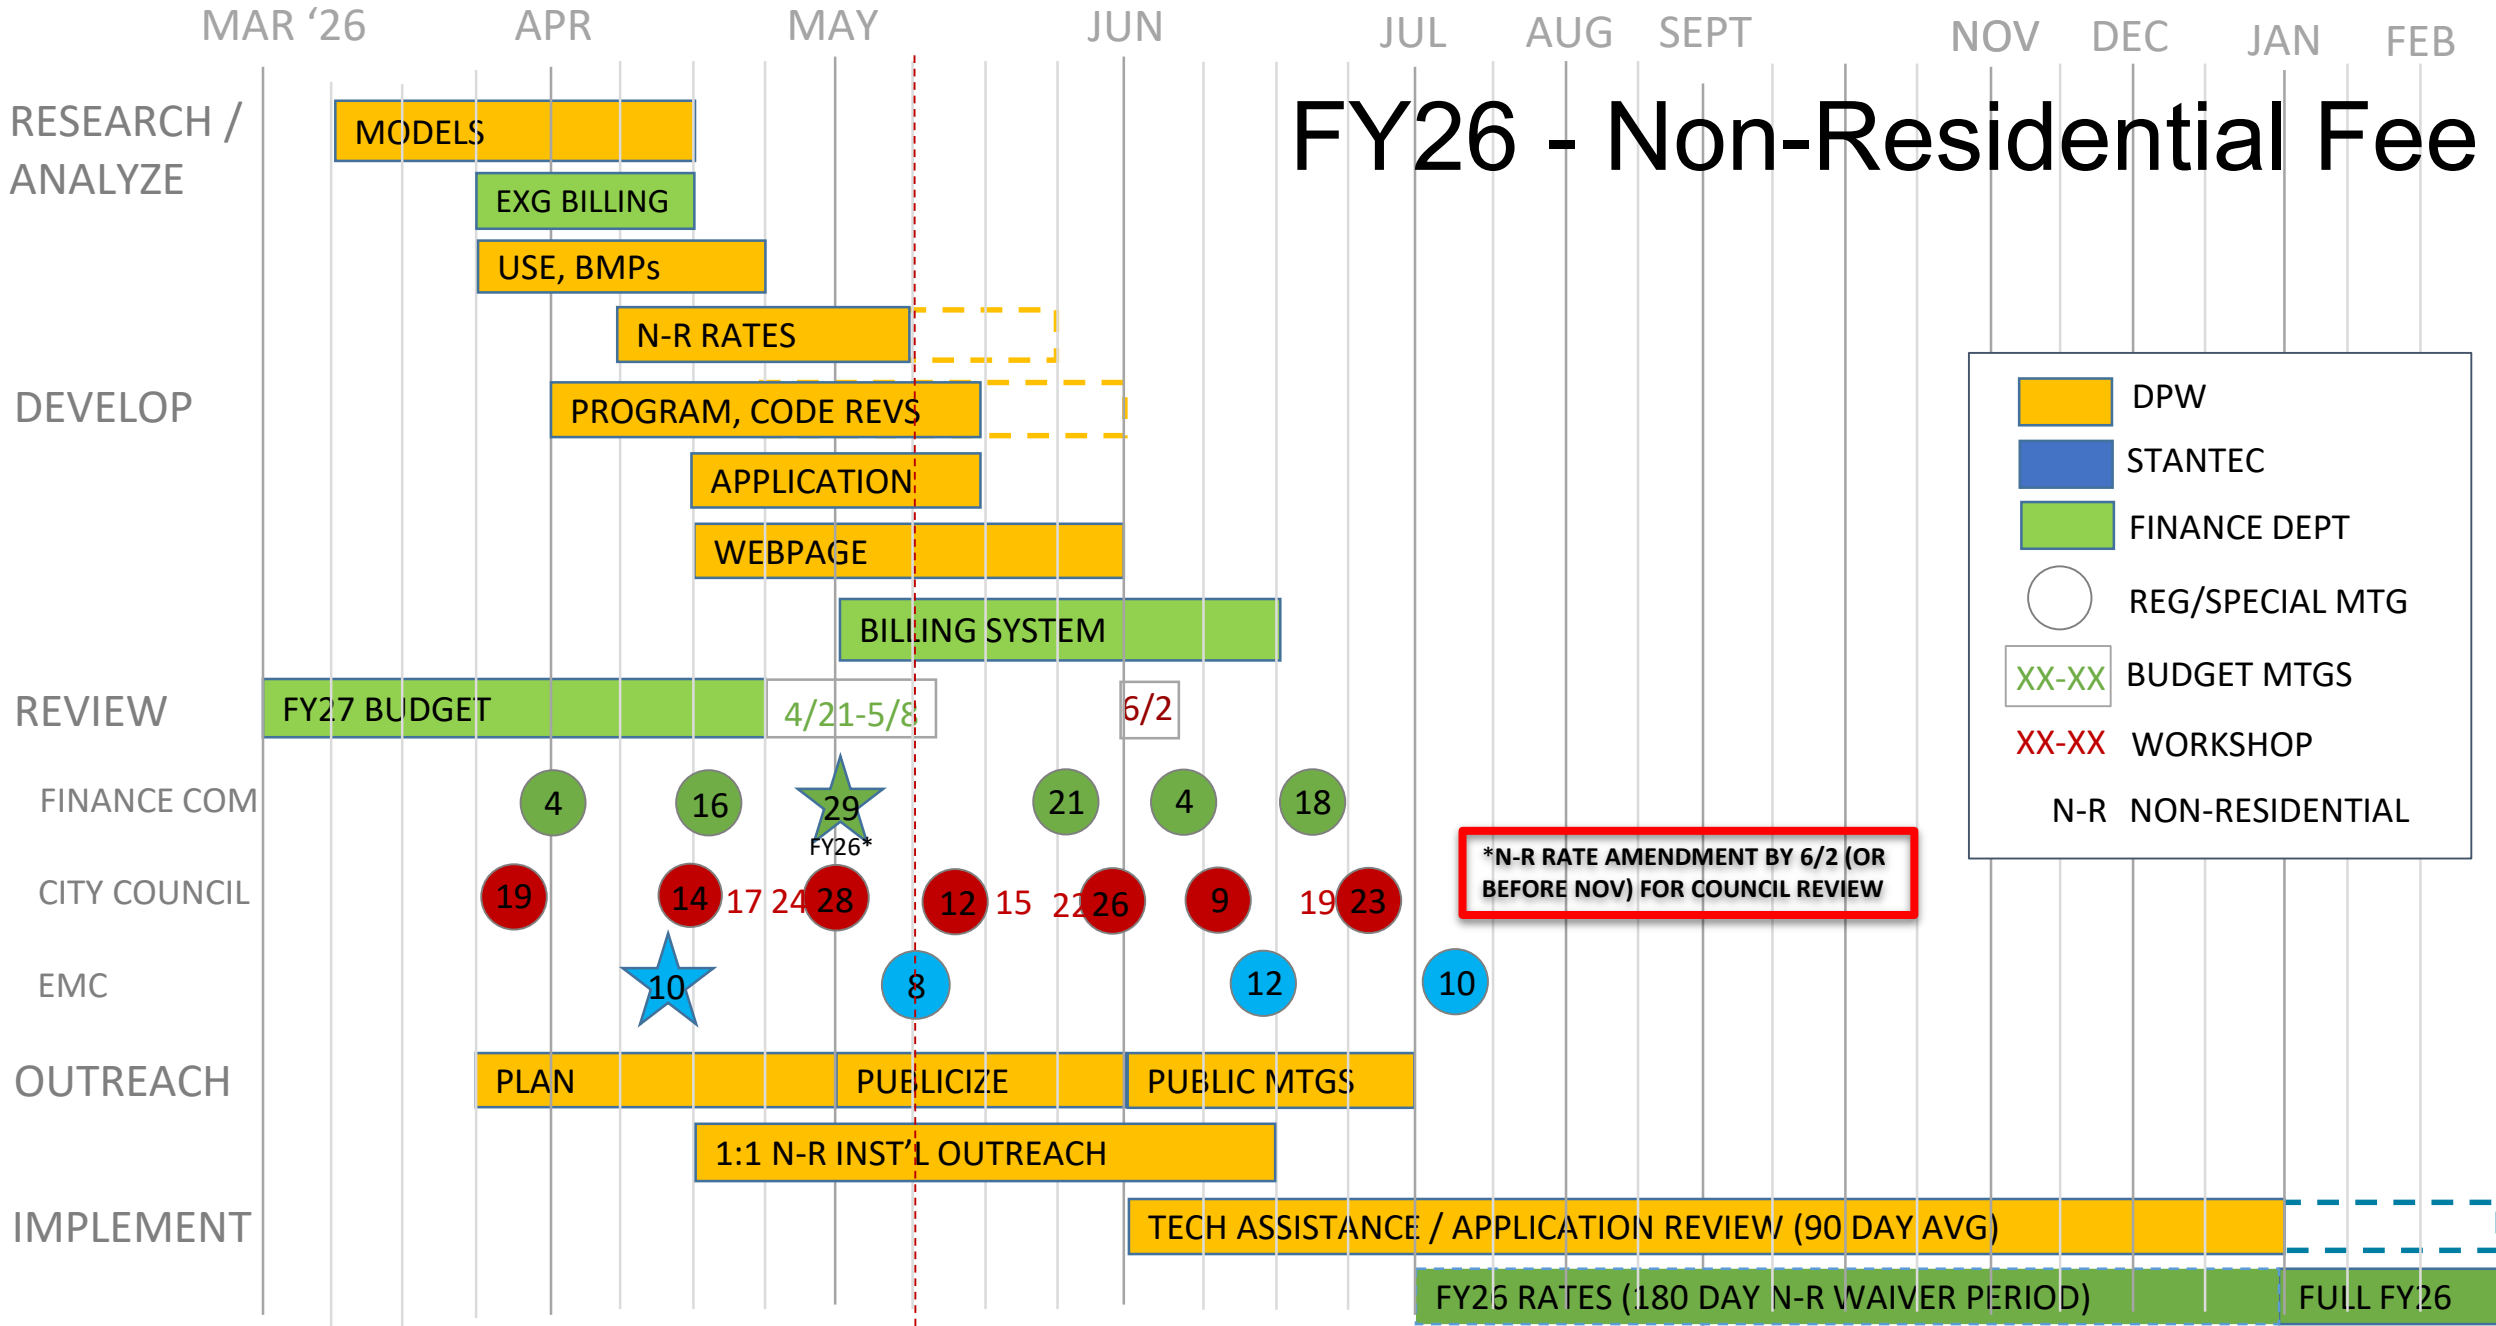 MAR ‘26 APR MAY JUN JUL AUG SEPT NOV DEC JAN FEB
FY26 - Non-Residential Fee
RESEARCH /
ANALYZE
MODELS
EXG BILLING
USE, BMPs
N-R RATES
DEVELOP
PROGRAM, CODE REVS
APPLICATION
WEBPAGE
BILLING SYSTEM
REVIEW
FY27 BUDGET
4/21-5/8
6/2
FINANCE COM
4 16 29 21 4 18
FY26*
CITY COUNCIL
19 14 17 24 28 12 15 22 26 9 19 23
EMC
10 8 12 10
*N-R RATE AMENDMENT BY 6/2 (OR
BEFORE NOV) FOR COUNCIL REVIEW
DPW
STANTEC
FINANCE DEPT
REG/SPECIAL MTG
XX-XX BUDGET MTGS
XX-XX WORKSHOP
N-R NON-RESIDENTIAL
OUTREACH
PLAN
PUBLICIZE
PUBLIC MTGS
1:1 N-R INST’L OUTREACH
IMPLEMENT
TECH ASSISTANCE / APPLICATION REVIEW (90 DAY AVG)
FY26 RATES (180 DAY N-R WAIVER PERIOD)
FULL FY26